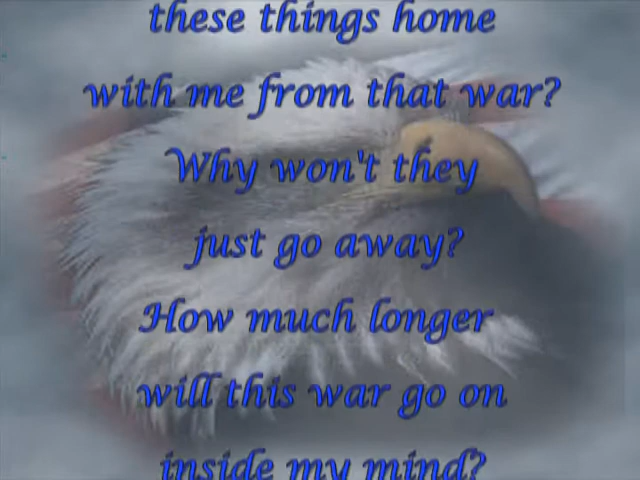 these things home
with me from that war?
Why won't they
just go away?
How much longer
will this war go on
inside my mind?